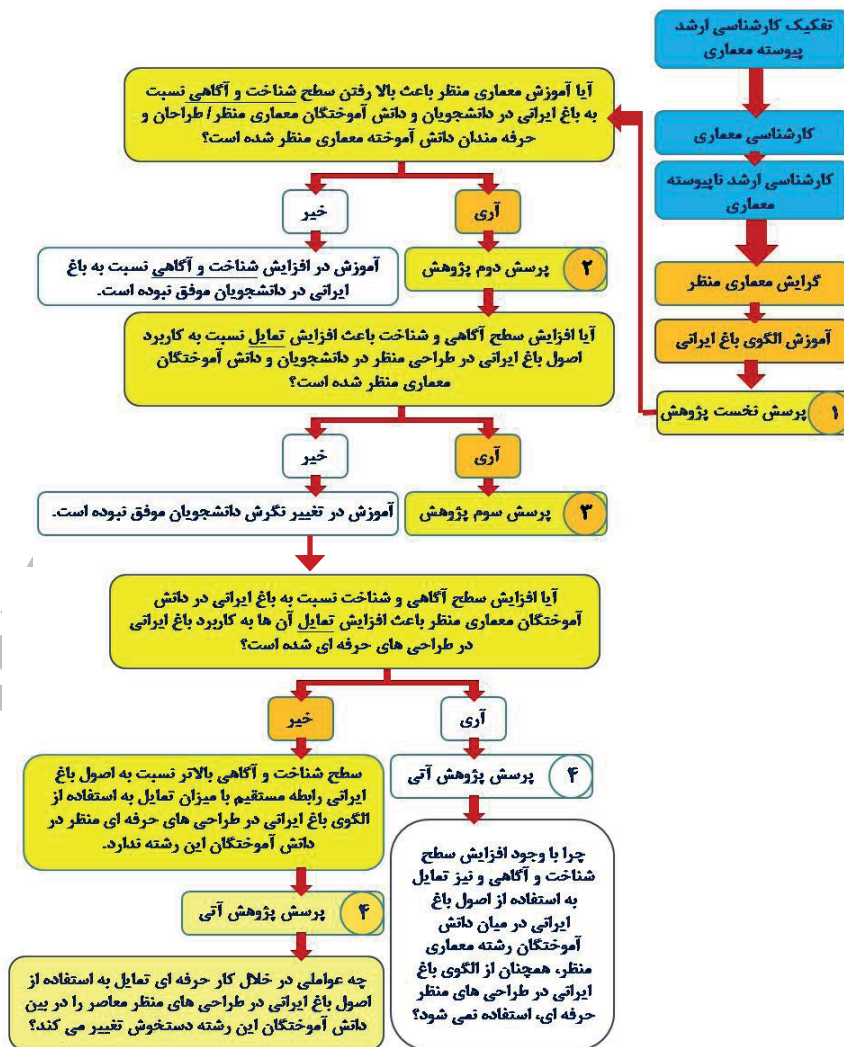 تفکیک کارشناسی ارشد
پیوسته معماری
کارشناسی معماری
کارشناسی ارشد ناپیوسته
معماری
گرایش معماری منظر
آموزش الگوی باغ ایرانی
۱ پرسش نخست پژوهش
آیا آموزش معماری منظر باعث بالا رفتن سطح شناخت و آگاهی نسبت
به باغ ایرانی در دانشجویان و دانش آموختگان معماری منظر / طراحان و
حرفه مندان دانش آموخته معماری منظر شده است؟
آری
خیر
۲ پرسش دوم پژوهش
آموزش در افزایش شناخت و آگاهی نسبت به باغ
ایرانی در دانشجویان موفق نبوده است.
آیا افزایش سطح آگاهی و شناخت باعث افزایش تمایل نسبت به کاربرد
اصول باغ ایرانی در طراحی منظر در دانشجویان و دانش آموختگان
معماری منظر شده است؟
آری
خیر
۳ پرسش سوم پژوهش
آموزش در تغییر نگرش دانشجویان موفق نبوده است.
آیا افزایش سطح آگاهی و شناخت نسبت به باغ ایرانی در دانش
آموختگان معماری منظر باعث افزایش تمایل آن ها به کاربرد باغ ایرانی
در طراحی های حرفه ای شده است؟
آری
خیر
۴ پرسش پژوهش آتی
چرا با وجود افزایش سطح
شناخت و آگاهی و نیز تمایل
به استفاده از اصول باغ
ایرانی در میان دانش
آموختگان رشته معماری
منظر، همچنان از الگوی باغ
ایرانی در طراحی های منظر
حرفه ای، استفاده نمی شود؟
سطح شناخت و آگاهی بالاتر نسبت به اصول باغ
ایرانی رابطه مستقیم با میزان تمایل به استفاده از
الگوی باغ ایرانی در طراحی های حرفه ای منظر در
دانش آموختگان این رشته ندارد.
۴ پرسش پژوهش آتی
چه عواملی در خلال کار حرفه ای تمایل به استفاده از
اصول باغ ایرانی در طراحی های منظر معاصر را در بین
دانش آموختگان این رشته دستخوش تغییر می کند؟